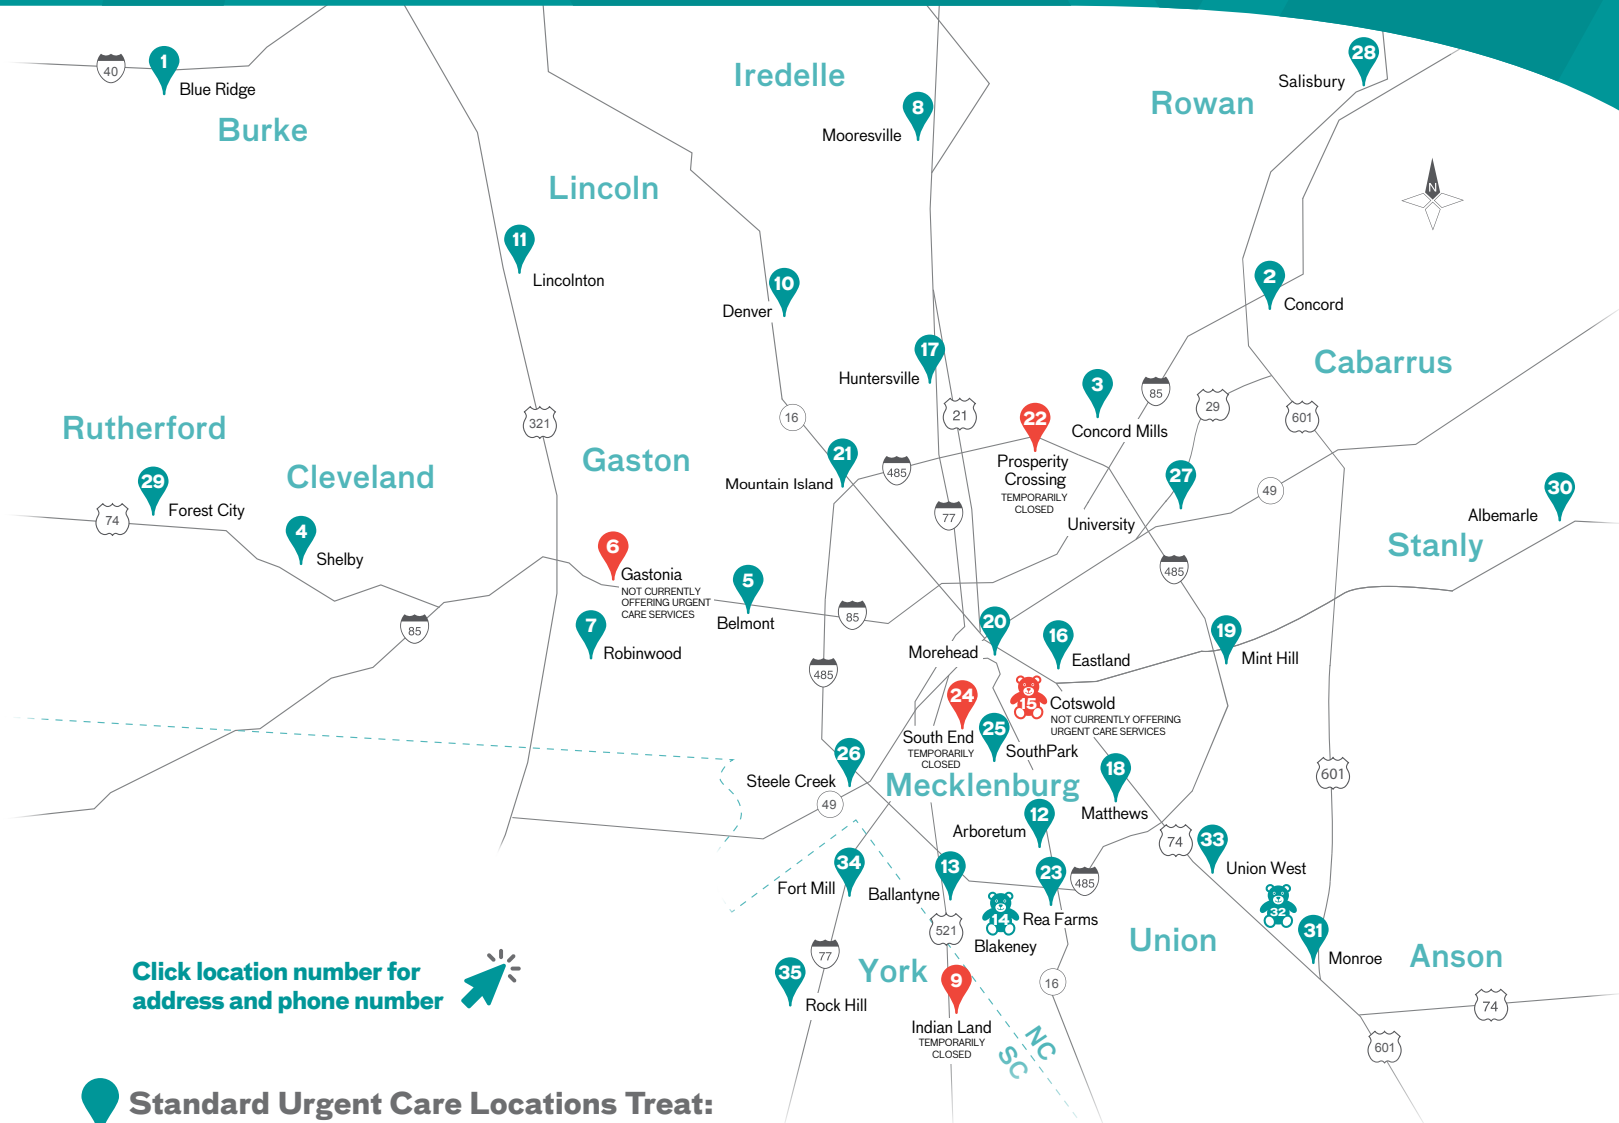 40
1
Blue Ridge
Burke
Iredelle
8
Mooresville
Rowan
28
Salisbury
N
Lincoln
11
Lincolnton
10
Denver
17
Huntersville
2
Concord
Cabarrus
3
Concord Mills
85
29
601
321
16
21
22
Prosperity
Crossing
TEMPORARILY
CLOSED
Rutherford
29
Forest City
74
Cleveland
4
Shelby
Gaston
21
Mountain Island
485
77
27
University
49
30
Albemarle
Stanly
485
6
Gastonia
NOT CURRENTLY
OFFERING URGENT
CARE SERVICES
5
Belmont
85
85
7
Robinwood
485
20
Morehead
16
Eastland
19
Mint Hill
24
South End
TEMPORARILY
CLOSED
15
Cotswold
NOT CURRENTLY OFFERING
URGENT CARE SERVICES
25
SouthPark
26
Steele Creek
49
Mecklenburg
18
Matthews
601
12
Arboretum
74
33
Union West
34
Fort Mill
13
Ballantyne
23
Rea Farms
485
14
Blakeney
32
31
Monroe
521
Union
Anson
77
York
35
Rock Hill
9
Indian Land
TEMPORARILY
CLOSED
16
NC
SC
74
601
Click location number for
address and phone number
Standard Urgent Care Locations Treat: